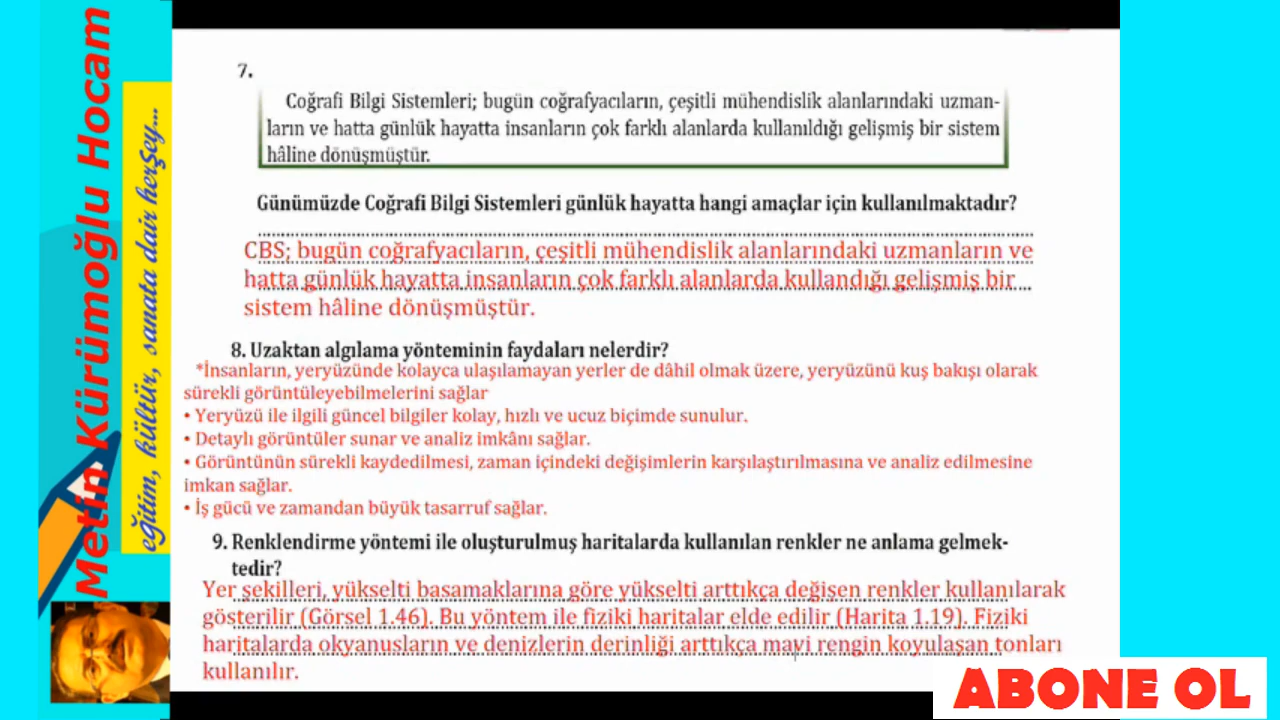 Metin Kürümoğlu Hocam
eğitim, kültür, sanata dair herşey...
7.
Coğrafi Bilgi Sistemleri; bugün coğrafyacıların, çeşitli mühendislik alanlarındaki uzman-
ların ve hatta günlük hayatta insanların çok farklı alanlarda kullanıldığı gelişmiş bir sistem
hâline dönüşmüştür.
Günümüzde Coğrafi Bilgi Sistemleri günlük hayatta hangi amaçlar için kullanılmaktadır?
CBS; bugün coğrafyacıların, çeşitli mühendislik alanlarındaki uzmanların ve
hatta günlük hayatta insanların çok farklı alanlarda kullandığı gelişmiş bir
sistem hâline dönüşmüştür.
8. Uzaktan algılama yönteminin faydaları nelerdir?
*İnsanların, yeryüzünde kolayca ulaşılamayan yerler de dâhil olmak üzere, yeryüzünü kuş bakışı olarak
sürekli görüntüleyebilmelerini sağlar
• Yeryüzü ile ilgili güncel bilgiler kolay, hızlı ve ucuz biçimde sunulur.
• Detaylı görüntüler sunar ve analiz imkânı sağlar.
• Görüntünün sürekli kaydedilmesi, zaman içindeki değişimlerin karşılaştırılmasına ve analiz edilmesine
imkan sağlar.
• İş gücü ve zamandan büyük tasarruf sağlar.
9. Renklendirme yöntemi ile oluşturulmuş haritalarda kullanılan renkler ne anlama gelmek-
tedir?
Yer şekilleri, yükselti basamaklarına göre yükselti arttıkça değişen renkler kullanılarak
gösterilir (Görsel 1.46). Bu yöntem ile fiziki haritalar elde edilir (Harita 1.19). Fiziki
haritalarda okyanusların ve denizlerin derinliği arttıkça mavi rengin koyulaşan tonları
kullanılır.
ABONE OL